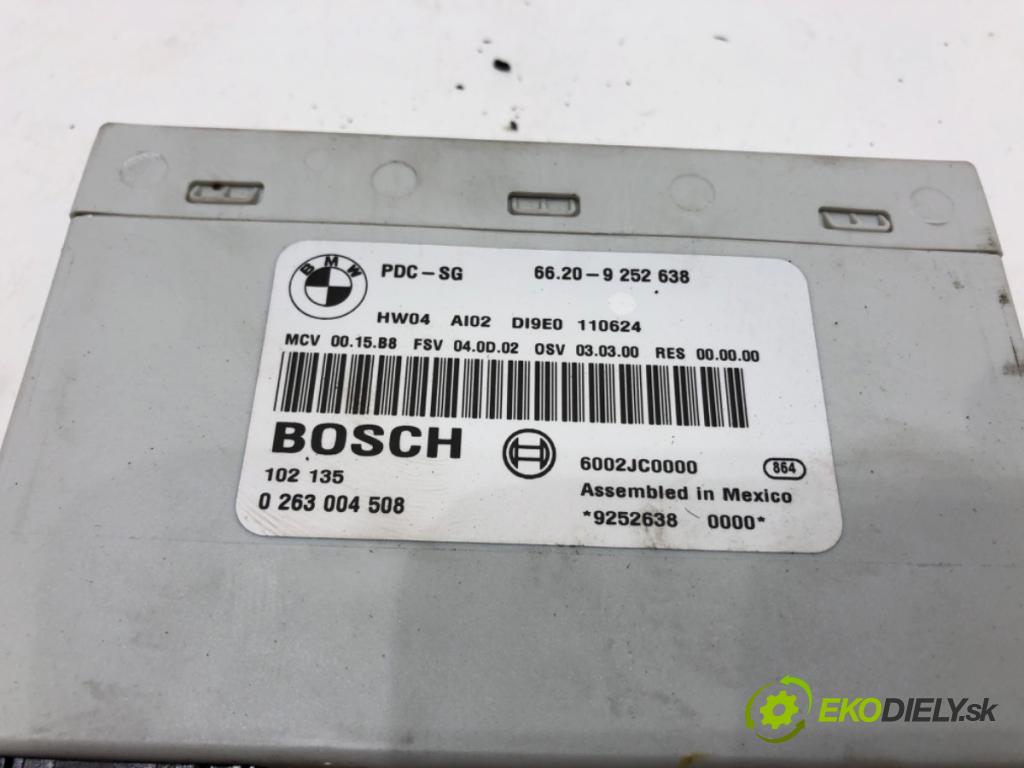 BMW
PDC-SG 66.20-9 252 638
HW04 AI02 DI9E0 110624
MCV 00.15.B8 FSV 04.0D.02 OSV 03.03.00 RES 00.00.00
BOSCH
6002JC0000 864
102 135
Assembled in Mexico
0 263 004 508
*9252638 0000*
EKODIELY.sk